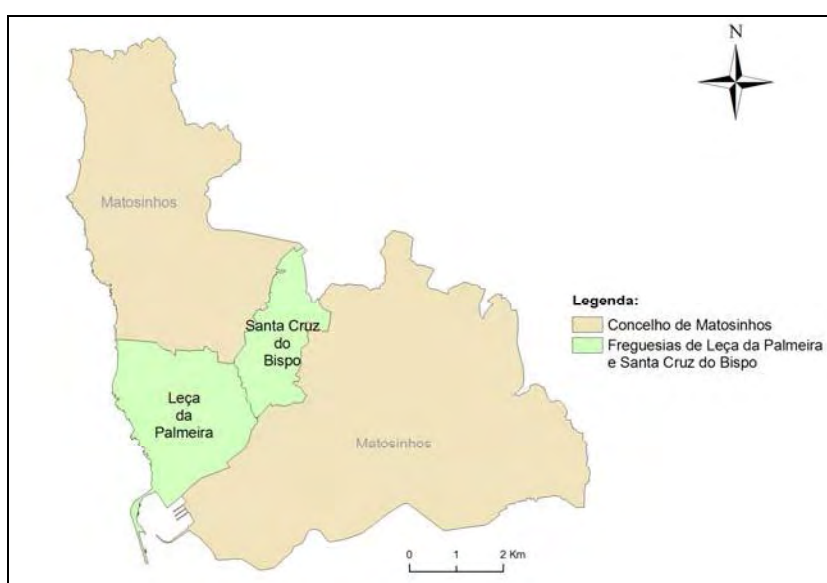 N
Matosinhos
Santa Cruz
do
Bispo
Leça
da
Palmeira
Matosinhos
Legenda:
Concelho de Matosinhos
Freguesias de Leça da Palmeira
e Santa Cruz do Bispo
0 1 2 Km